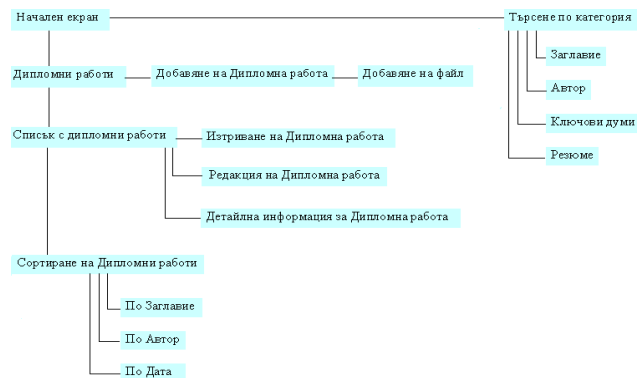 Начален екран
Търсене по категория
Заглавие
Автор
Ключови думи
Резюме
Дипломни работи
Добавяне на Дипломна работа
Добавяне на файл
Списък с дипломни работи
Изтриване на Дипломна работа
Редакция на Дипломна работа
Детайлна информация за Дипломна работа
Сортиране на Дипломни работи
По Заглавие
По Автор
По Дата